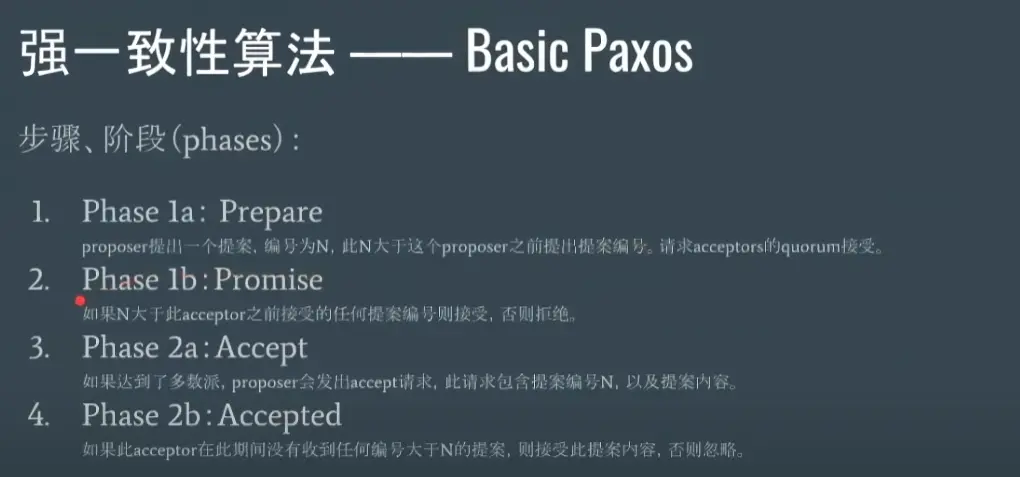 强一致性算法 —— Basic Paxos
步骤、阶段(phases):
1. Phase 1a: Prepare
proposer提出一个提案, 编号为N, 此N大于这个proposer之前提出提案编号。请求acceptors的quorum接受。
2. Phase 1b:Promise
如果N大于此acceptor之前接受的任何提案编号则接受, 否则拒绝。
3. Phase 2a:Accept
如果达到了多数派, proposer会发出accept请求, 此请求包含提案编号N, 以及提案内容。
4. Phase 2b:Accepted
如果此acceptor在此期间没有收到任何编号大于N的提案, 则接受此提案内容, 否则忽略。